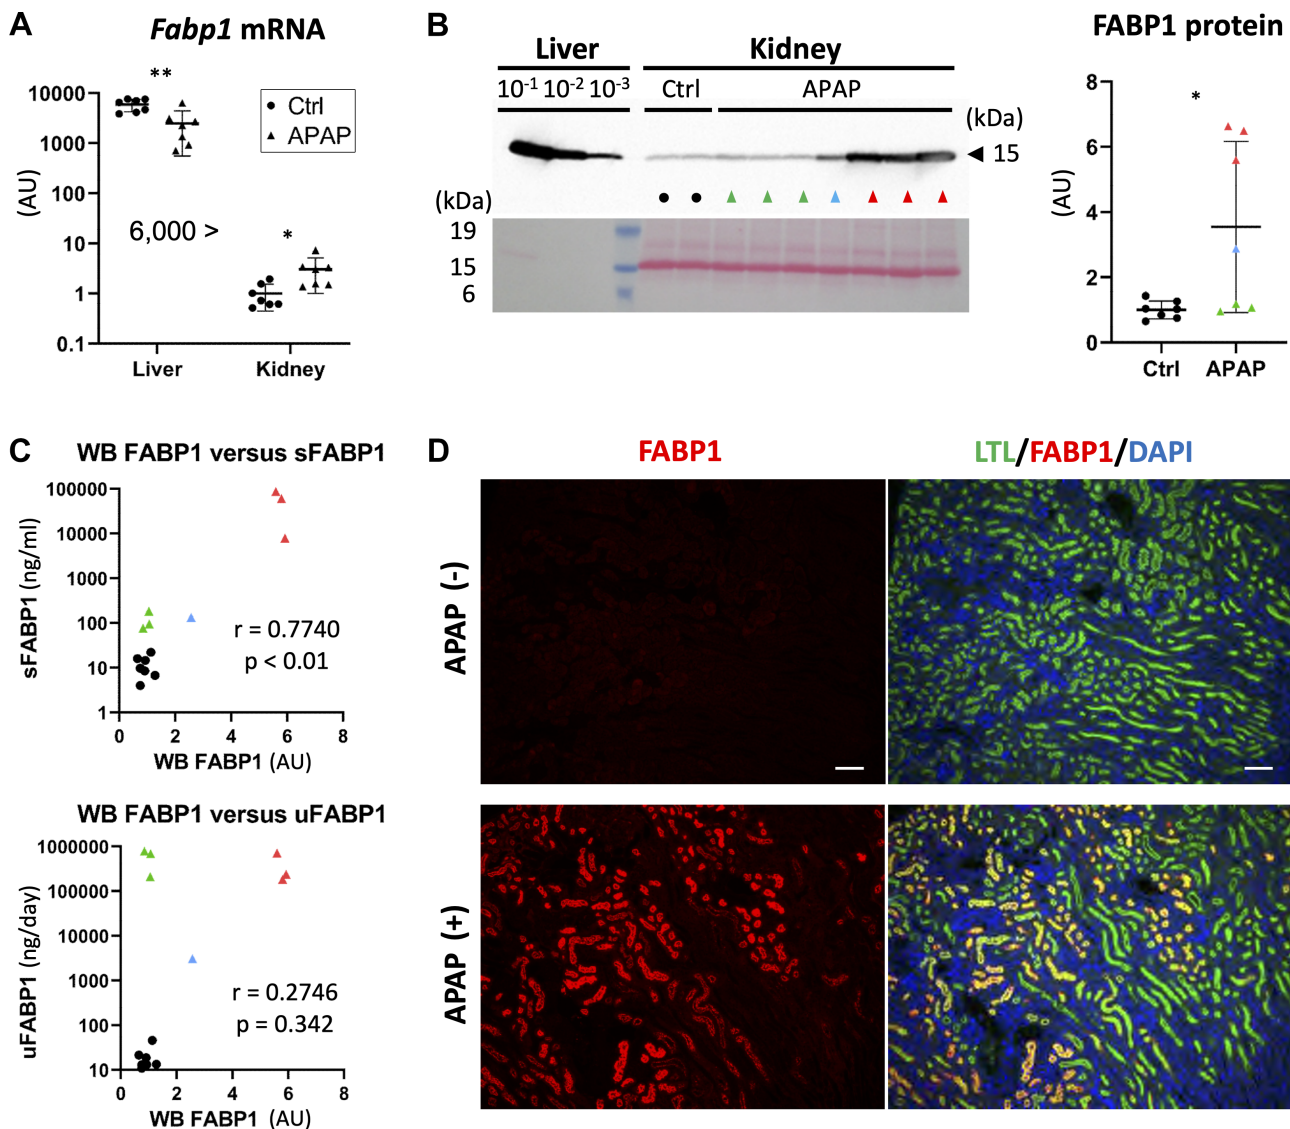 A
Fabp1 mRNA
10000
1000
100
10
1
0.1
(AU)
**
Ctrl
APAP
6,000 >
*
Liver
Kidney
B
Liver
Kidney
10-1 10-2 10-3
Ctrl
APAP
(kDa)
15
(kDa)
19
15
6
FABP1 protein
8
6
4
2
0
(AU)
*
Ctrl
APAP
C
WB FABP1 versus sFABP1
100000
10000
1000
100
10
1
sFABP1 (ng/ml)
r = 0.7740
p < 0.01
0 2 4 6 8
WB FABP1 (AU)
WB FABP1 versus uFABP1
1000000
100000
10000
1000
100
10
uFABP1 (ng/day)
r = 0.2746
p = 0.342
0 2 4 6 8
WB FABP1 (AU)
D
FABP1
LTL/FABP1/DAPI
APAP (-)
APAP (+)